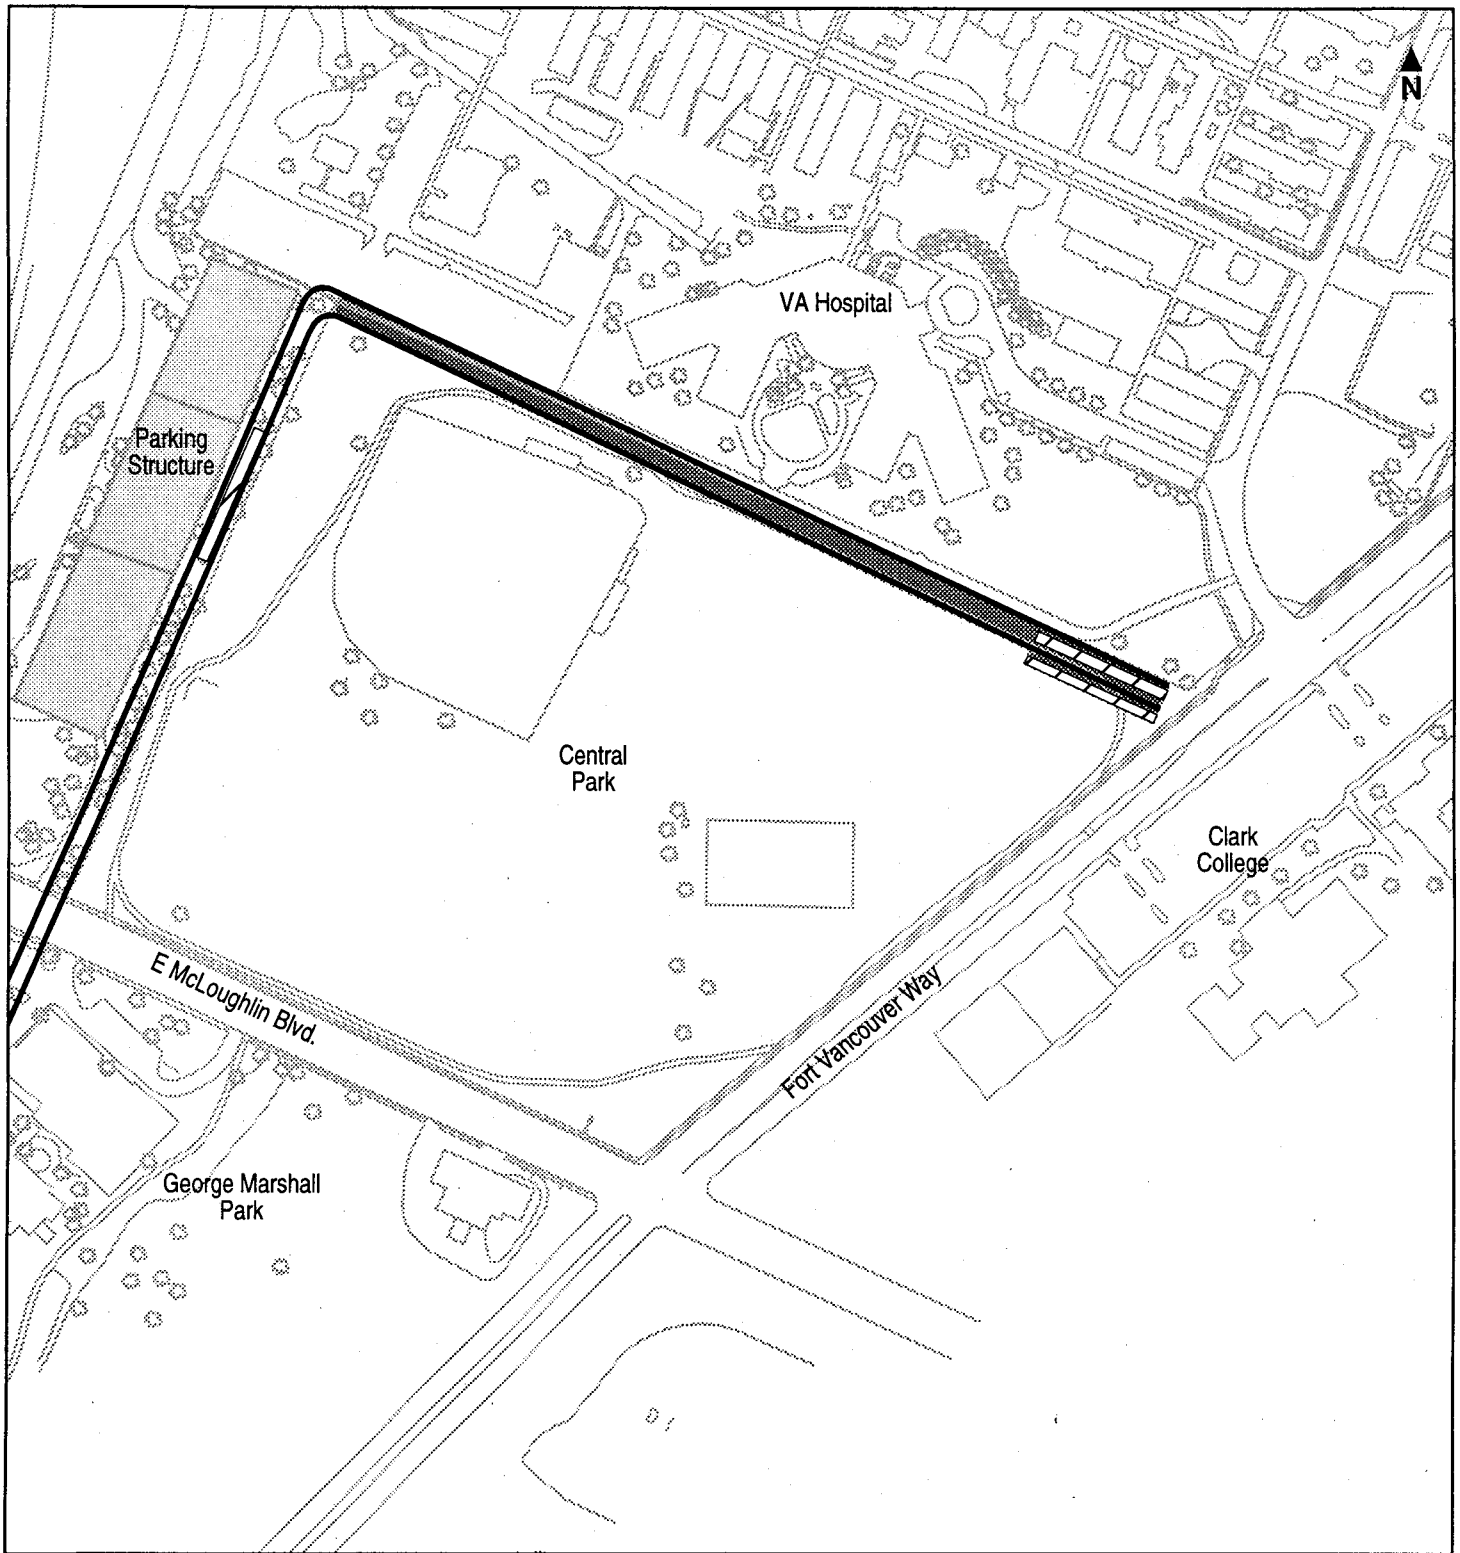 N
VA Hospital
Parking
Structure
Central
Park
Clark
College
E McLoughlin Blvd.
Fort Vancouver Way
George Marshall
Park